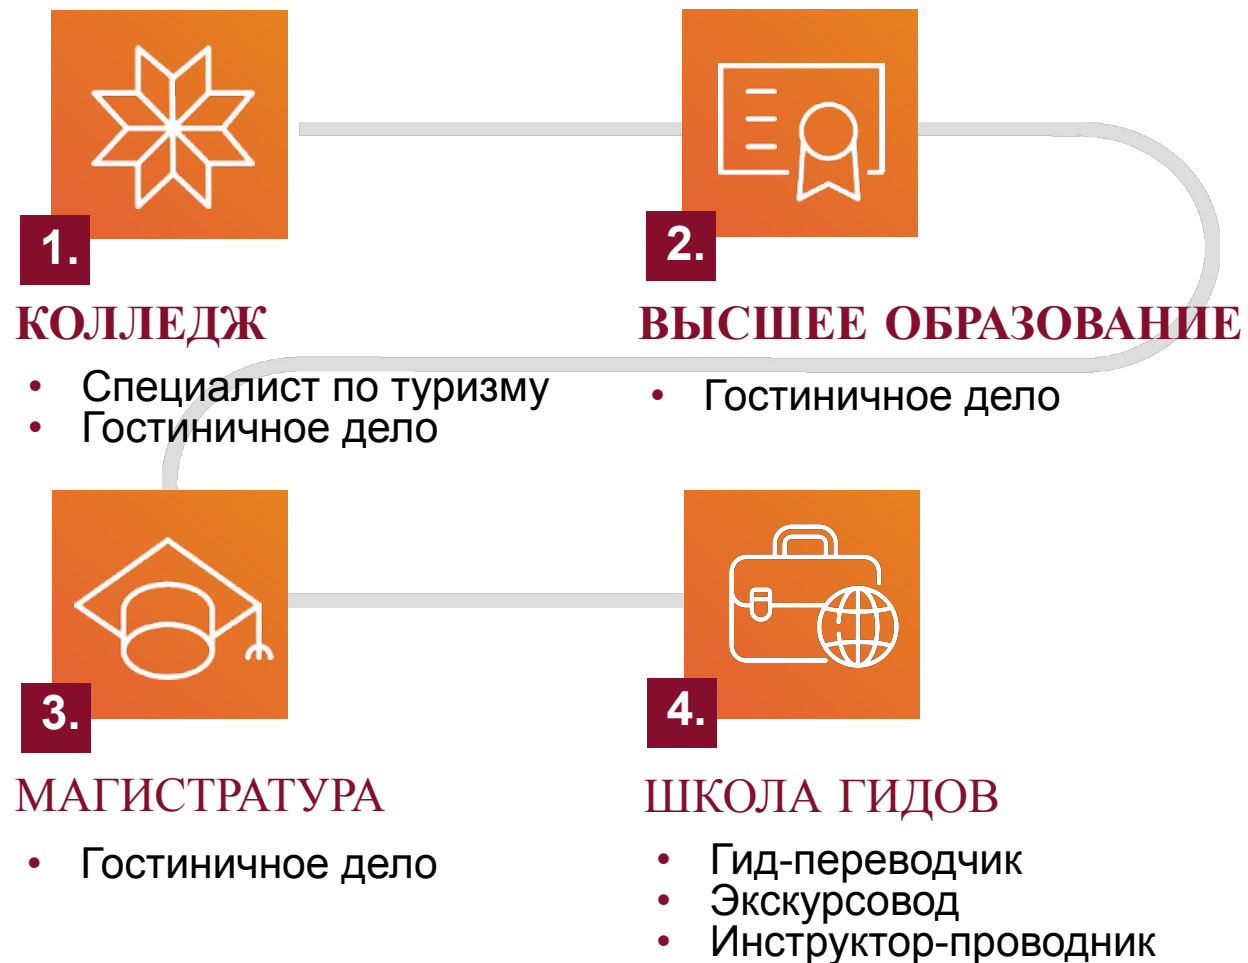 1.
КОЛЛЕДЖ
• Специалист по туризму
• Гостиничное дело
2.
ВЫСШЕЕ ОБРАЗОВАНИЕ
• Гостиничное дело
3.
МАГИСТРАТУРА
• Гостиничное дело
4.
ШКОЛА ГИДОВ
• Гид-переводчик
• Экскурсовод
• Инструктор-проводник